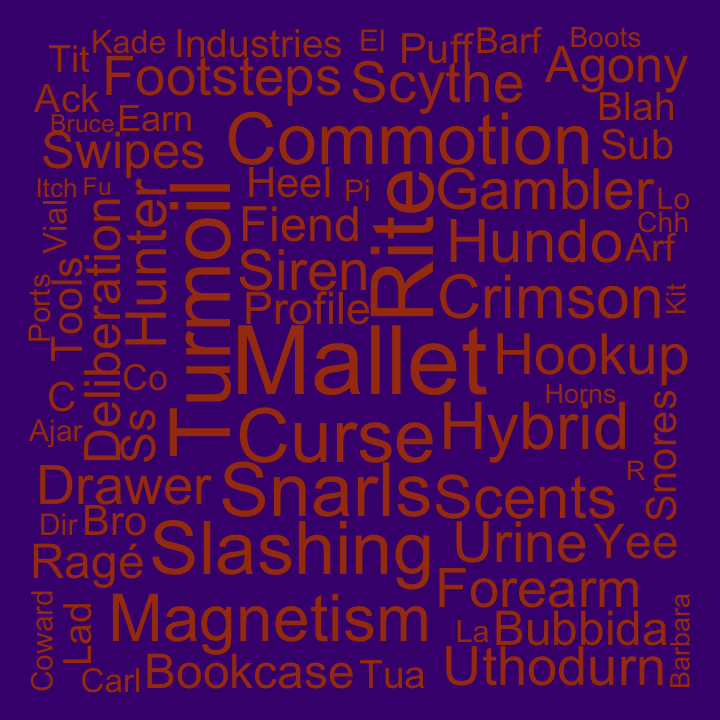 Kade
Industries
El
Puff
Barf
Boots
Tit
Footsteps
Scythe
Agony
Ack
Bruce
Earn
Commotion
Blah
Swipes
Sub
Itch
Fu
Heel
Pi
Rite
Gambler
Lo
Vial
Hunter
Turmoil
Fiend
Hundo
Chh
Arf
Deliberation
Siren
Ports
Tools
Profile
Crimson
Kit
Mallet
Hookup
Co
C
Ss
Horns
Ajar
Curse
Hybrid
Snores
Drawer
Snarls
Scents
R
Dir
Bro
Slashing
Urine
Yee
Ragé
Forearm
Coward
Lad
Magnetism
La
Bubbida
Barbara
Carl
Bookcase
Tua
Uthodurn